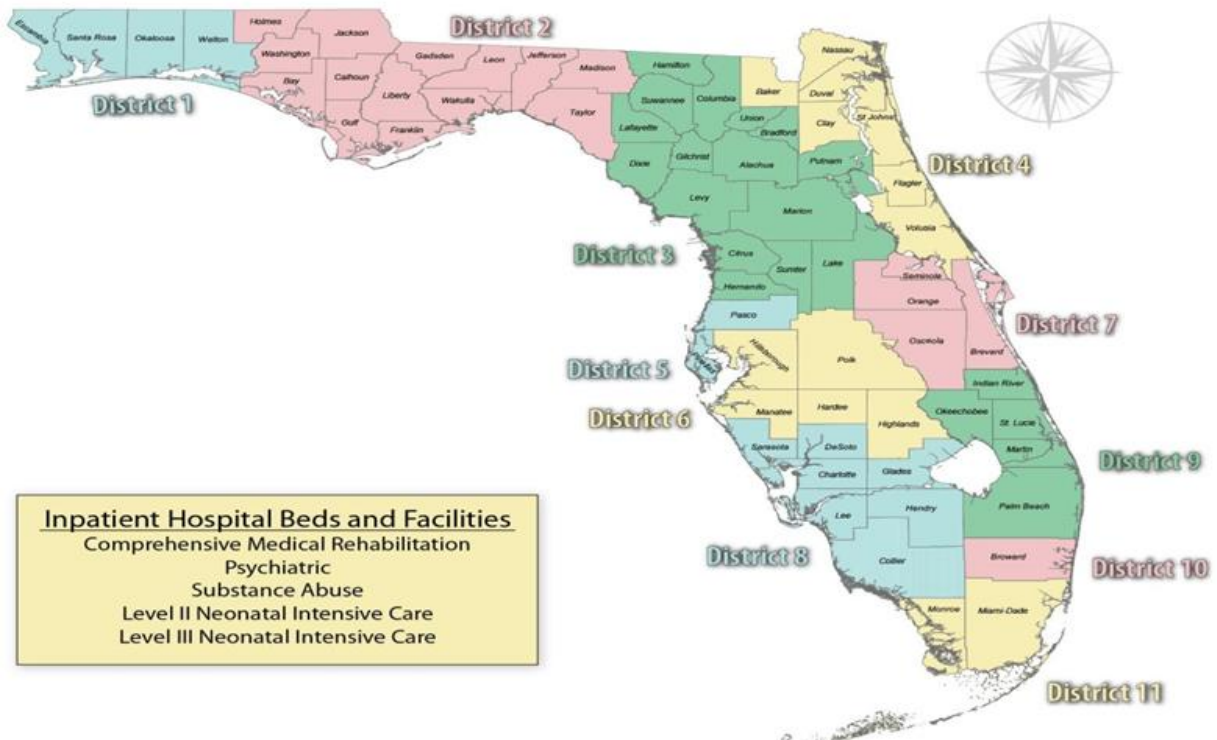 District 2
Holmes
Jackson
Escambia
Santa Rosa
Okaloosa
Walton
Washington
Gadsden
Leon
Jefferson
Madison
Hamilton
Nassau
Bay
Calhoun
Liberty
Wakulla
Taylor
Suwannee
Columbia
Baker
Duval
District 1
Gulf
Franklin
Lafayette
Union
Bradford
Clay
St Johns
Dixie
Gilchrist
Alachua
Putnam
District 4
Flagler
Levy
Marion
Volusia
District 3
Citrus
Sumter
Lake
Seminole
Hernando
Orange
Pasco
District 7
Osceola
Brevard
Hillsborough
Polk
District 5
Indian River
District 6
Manatee
Hardee
Highlands
Okeechobee
St. Lucie
Sarasota
DeSoto
Martin
District 9
Charlotte
Glades
Palm Beach
Lee
Hendry
District 8
Collier
Broward
District 10
Monroe
Miami-Dade
District 11
Inpatient Hospital Beds and Facilities
Comprehensive Medical Rehabilitation
Psychiatric
Substance Abuse
Level II Neonatal Intensive Care
Level III Neonatal Intensive Care